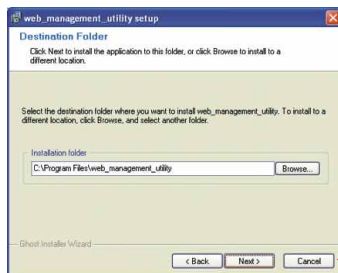 web_management_utility setup
Destination Folder
Click Next to install the application to this folder, or click Browse to install to a
different location.
Select the destination folder where you want to install web_management_utility. To install to a
different location, click Browse, and select another folder.
Installation folder
C:\Program Files\web_management_utility
Browse...
Ghost Installer Wizard
< Back
Next >
Cancel